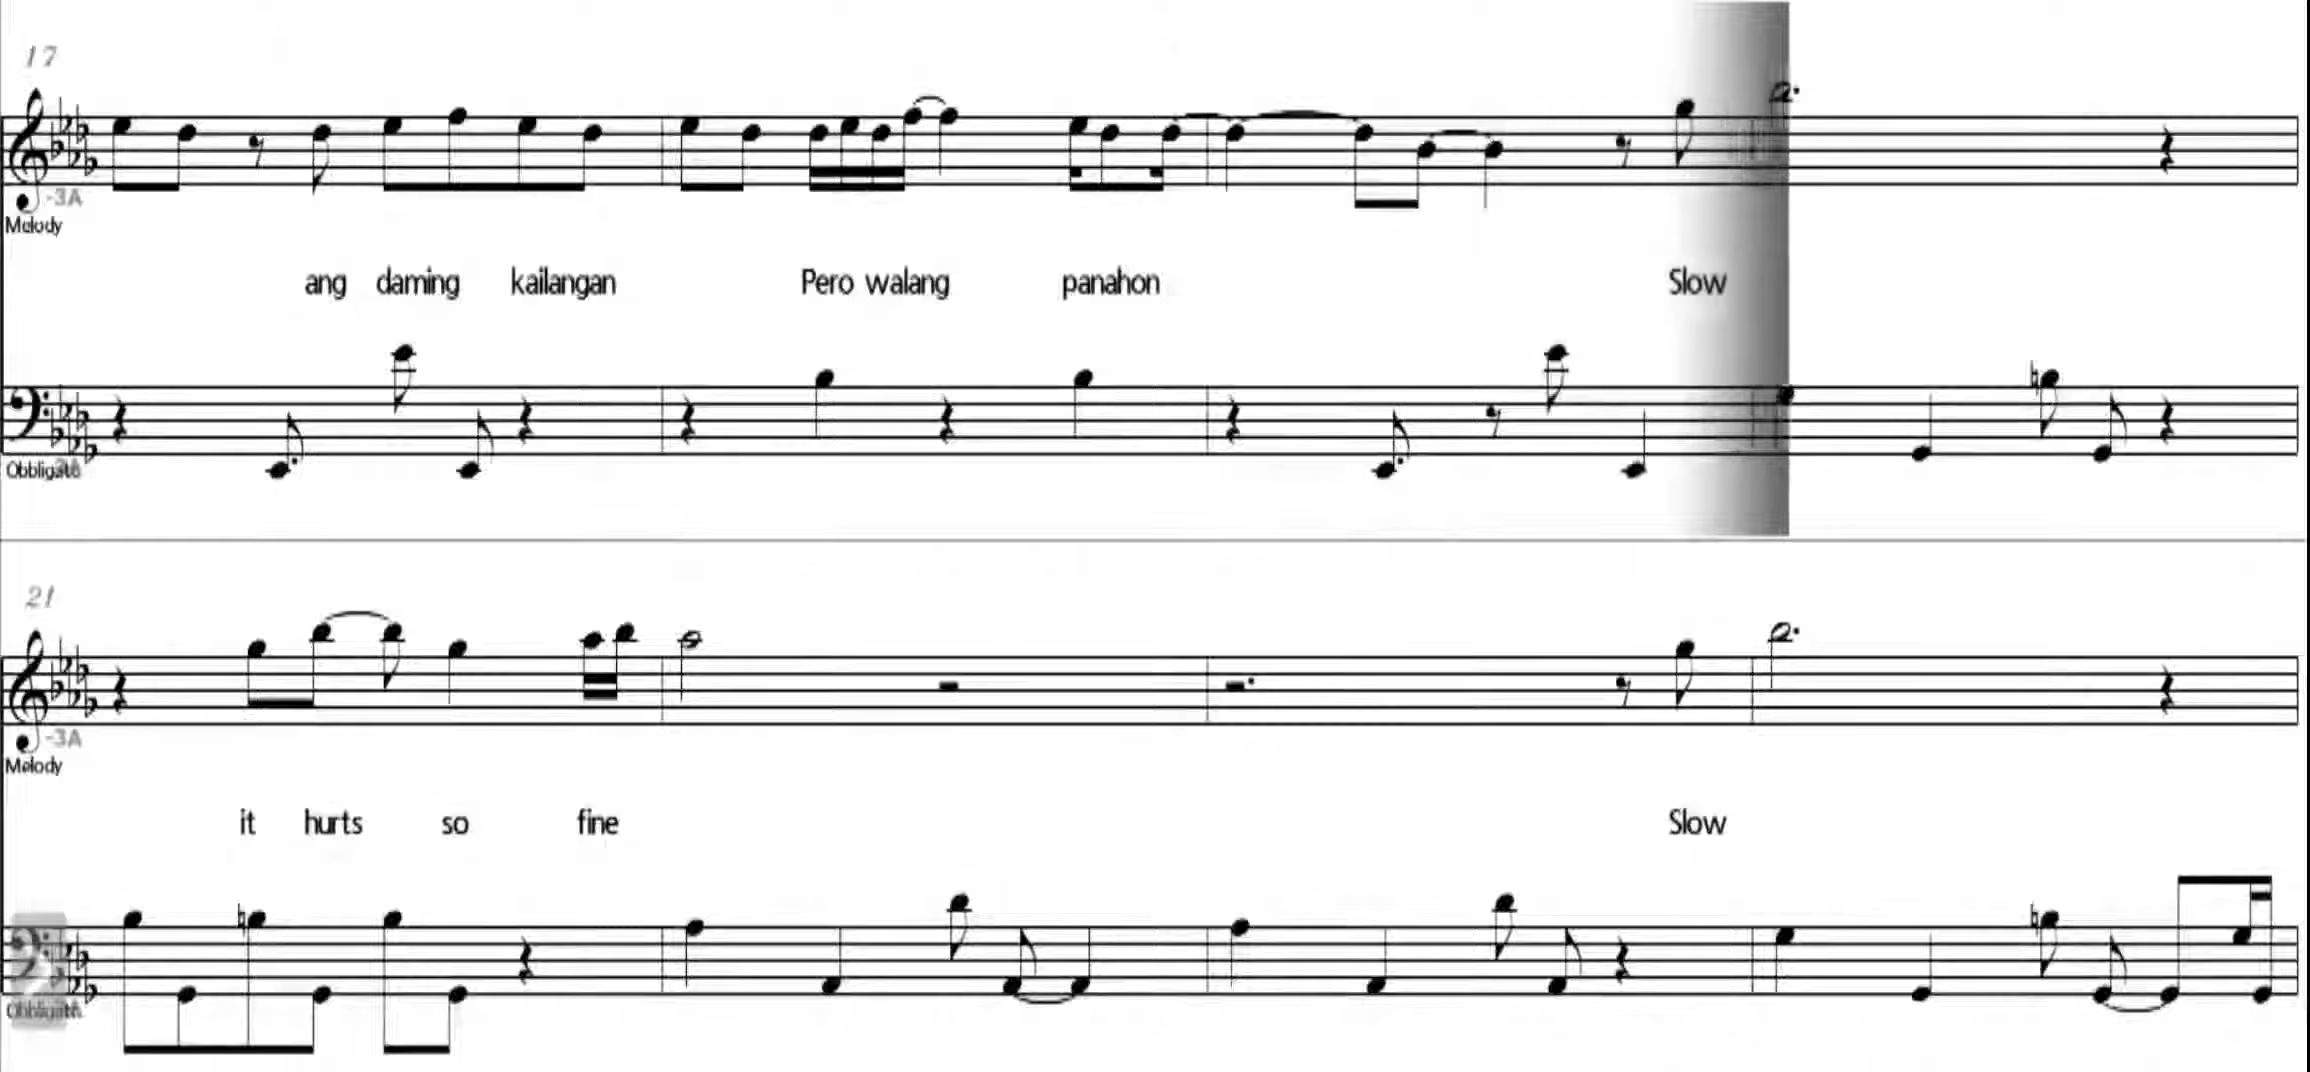 17
-3A
Melody
ang daming kailangan Pero walang panahon Slow
Obbligato
21
-3A
Melody
it hurts so fine Slow
Obbligato